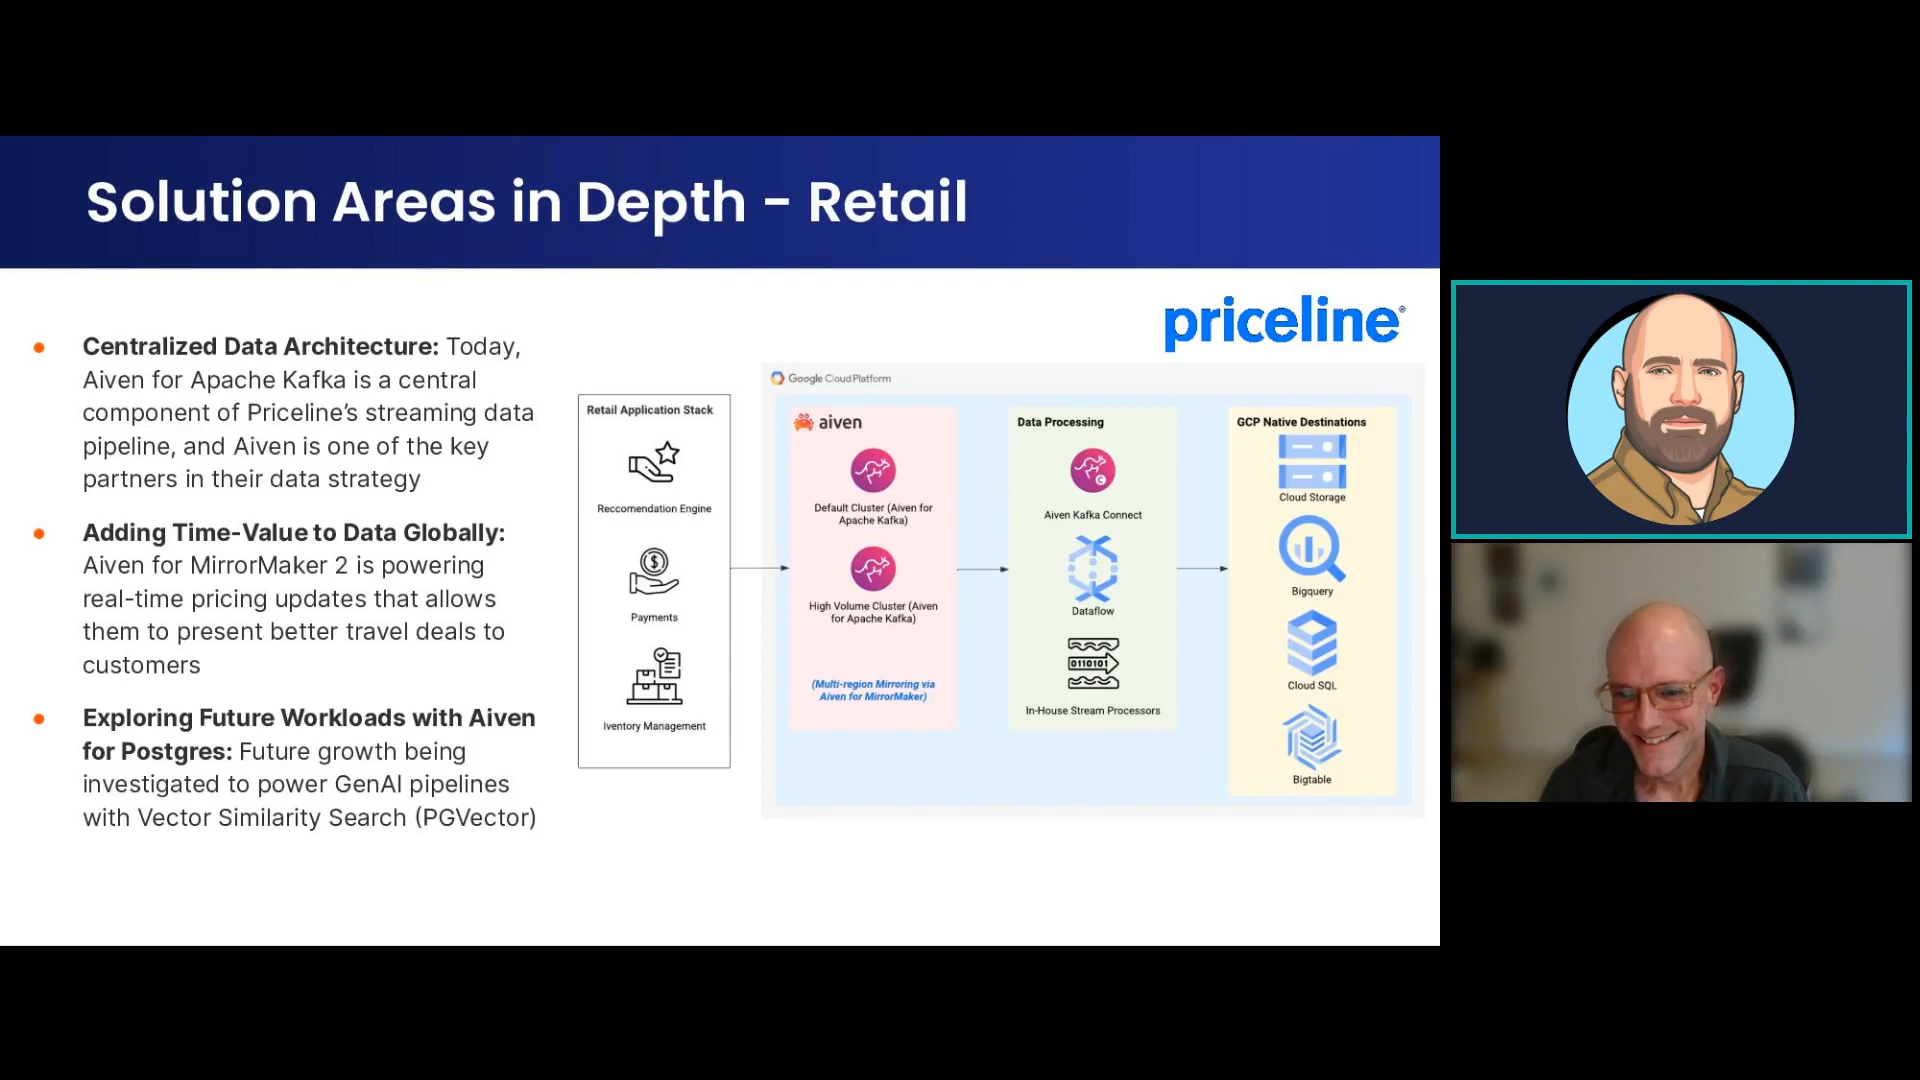 Solution Areas in Depth - Retail
priceline
Centralized Data Architecture: Today,
Aiven for Apache Kafka is a central
component of Priceline's streaming data
pipeline, and Aiven is one of the key
partners in their data strategy
Adding Time-Value to Data Globally:
Aiven for MirrorMaker 2 is powering
real-time pricing updates that allows
them to present better travel deals to
customers
Exploring Future Workloads with Aiven
for Postgres: Future growth being
investigated to power GenAI pipelines
with Vector Similarity Search (PGVector)
Retail Application Stack
Reccomendation Engine
Payments
Iventory Management
Google Cloud Platform
aiven
Default Cluster (Aiven for
Apache Kafka)
High Volume Cluster (Aiven
for Apache Kafka)
(Multi-region Mirroring via
Aiven for MirrorMaker)
Data Processing
C
Aiven Kafka Connect
Dataflow
0110101
In-House Stream Processors
GCP Native Destinations
Cloud Storage
Bigquery
Cloud SQL
Bigtable